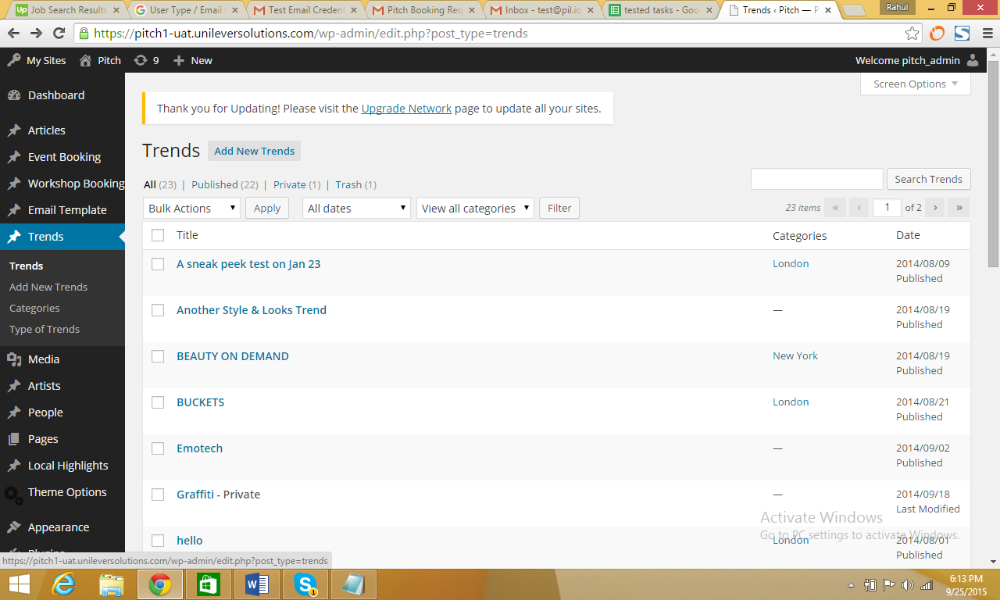 Job Search Results
User Type / Email
Test Email Creden
Pitch Booking Req
Inbox - test@pil.io
tested tasks - Goo
Trends ‹ Pitch — P
Rahul
https://pitch1-uat.unileversolutions.com/wp-admin/edit.php?post_type=trends
My Sites
Pitch
9
New
Welcome pitch_admin
Screen Options
Dashboard
Articles
Event Booking
Workshop Booking
Email Template
Trends
Trends
Add New Trends
Categories
Type of Trends
Media
Artists
People
Pages
Local Highlights
Theme Options
Appearance
Plugins
Thank you for Updating! Please visit the Upgrade Network page to update all your sites.
Trends Add New Trends
All (23) | Published (22) | Private (1) | Trash (1)
Search Trends
Bulk Actions Apply All dates View all categories Filter
23 items « ‹ 1 of 2 › »
Title Categories Date
A sneak peek test on Jan 23 London 2014/08/09
Published
Another Style & Looks Trend — 2014/08/19
Published
BEAUTY ON DEMAND New York 2014/08/19
Published
BUCKETS London 2014/08/21
Published
Emotech — 2014/09/02
Published
Graffiti - Private — 2014/09/18
Last Modified
hello London 2014/08/01
Published
Activate Windows
Go to PC settings to activate Windows.
https://pitch1-uat.unileversolutions.com/wp-admin/edit.php?post_type=trends
6:13 PM
9/25/2015